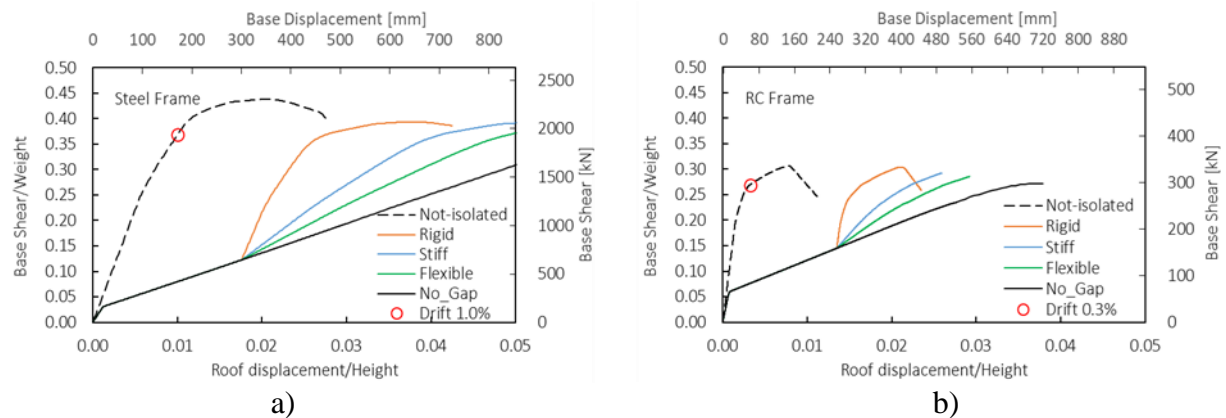 Base Displacement [mm]
0 100 200 300 400 500 600 700 800
0.50
0.45
0.40
0.35
0.30
0.25
0.20
0.15
0.10
0.05
0.00
Base Shear/Weight
Steel Frame
Not-isolated
Rigid
Stiff
Flexible
No_Gap
Drift 1.0%
2500
2000
1500
1000
500
0
Base Shear [kN]
0.00 0.01 0.02 0.03 0.04 0.05
Roof displacement/Height
a)
Base Displacement [mm]
0 80 160 240 320 400 480 560 640 720 800 880
0.50
0.45
0.40
0.35
0.30
0.25
0.20
0.15
0.10
0.05
0.00
Base Shear/Weight
RC Frame
Not-isolated
Rigid
Stiff
Flexible
No_Gap
Drift 0.3%
500
400
300
200
100
0
Base Shear [kN]
0.00 0.01 0.02 0.03 0.04 0.05
Roof displacement/Height
b)